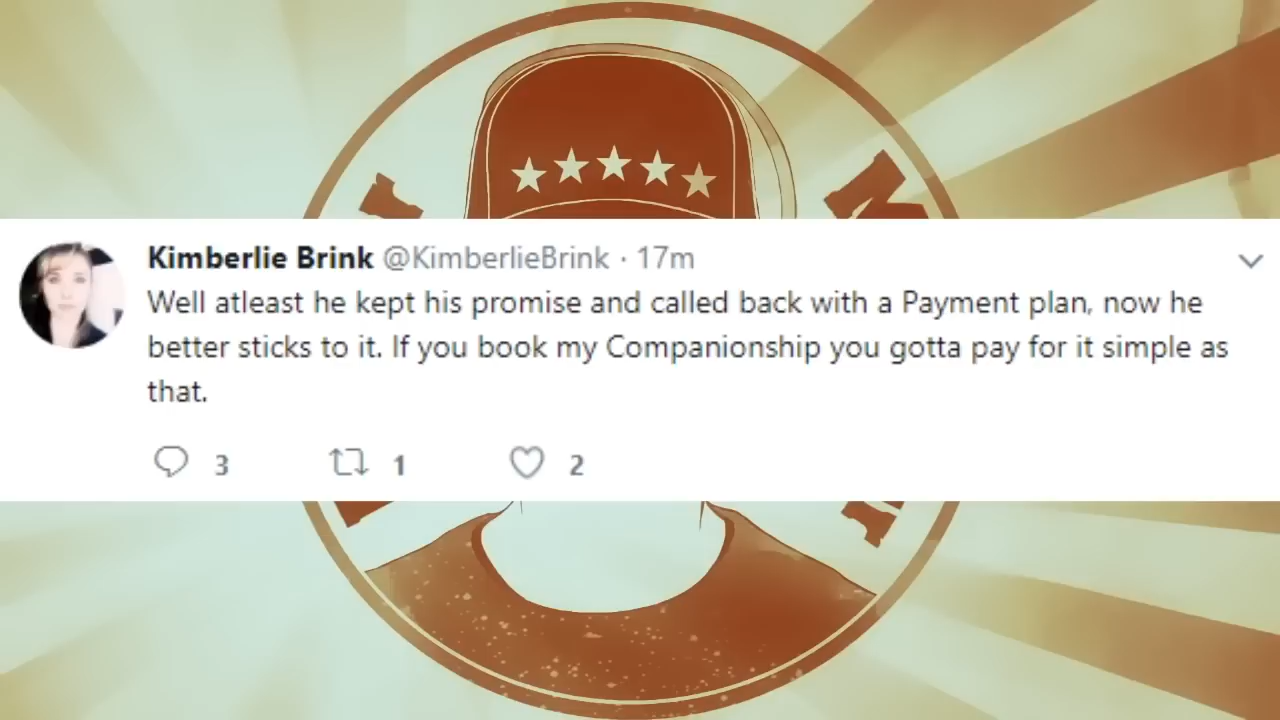 Kimberlie Brink @KimberlieBrink · 17m
Well atleast he kept his promise and called back with a Payment plan, now he
better sticks to it. If you book my Companionship you gotta pay for it simple as
that.
3 1 2